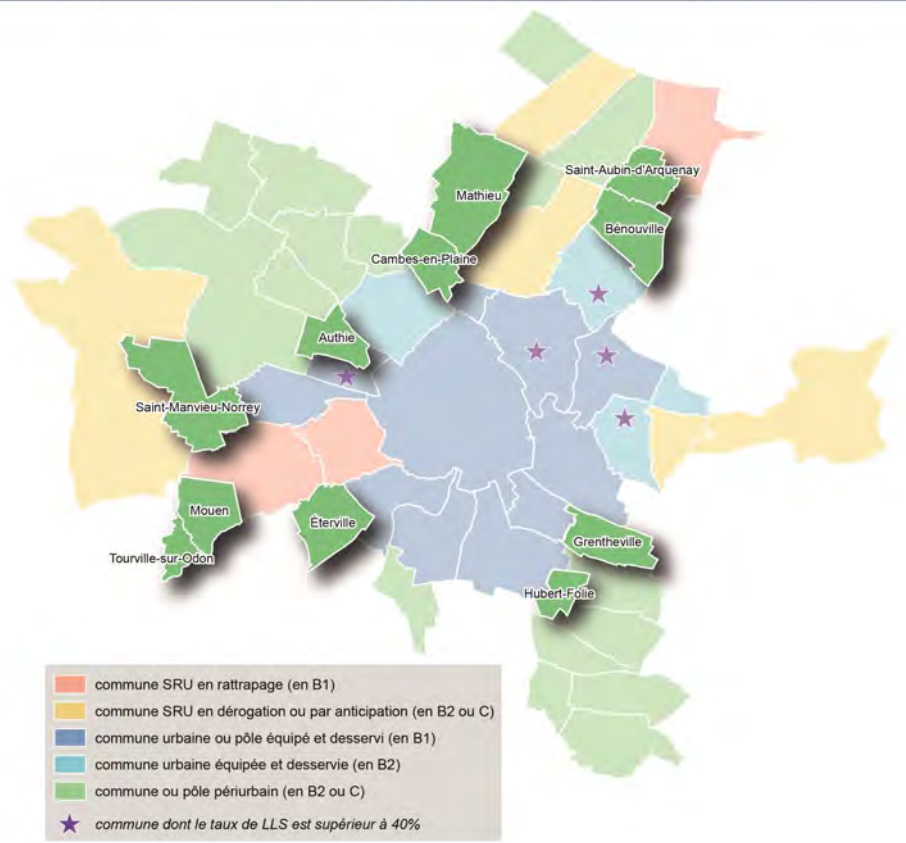 Saint-Aubin-d'Arquenay
Mathieu
Bénouville
Cambes-en-Plaine
Authie
Saint-Manvieu-Norrey
Mouen
Éterville
Grentheville
Tourville-sur-Odon
Hubert-Folie
commune SRU en rattrapage (en B1)
commune SRU en dérogation ou par anticipation (en B2 ou C)
commune urbaine ou pôle équipé et desservi (en B1)
commune urbaine équipée et desservie (en B2)
commune ou pôle périurbain (en B2 ou C)
commune dont le taux de LLS est supérieur à 40%